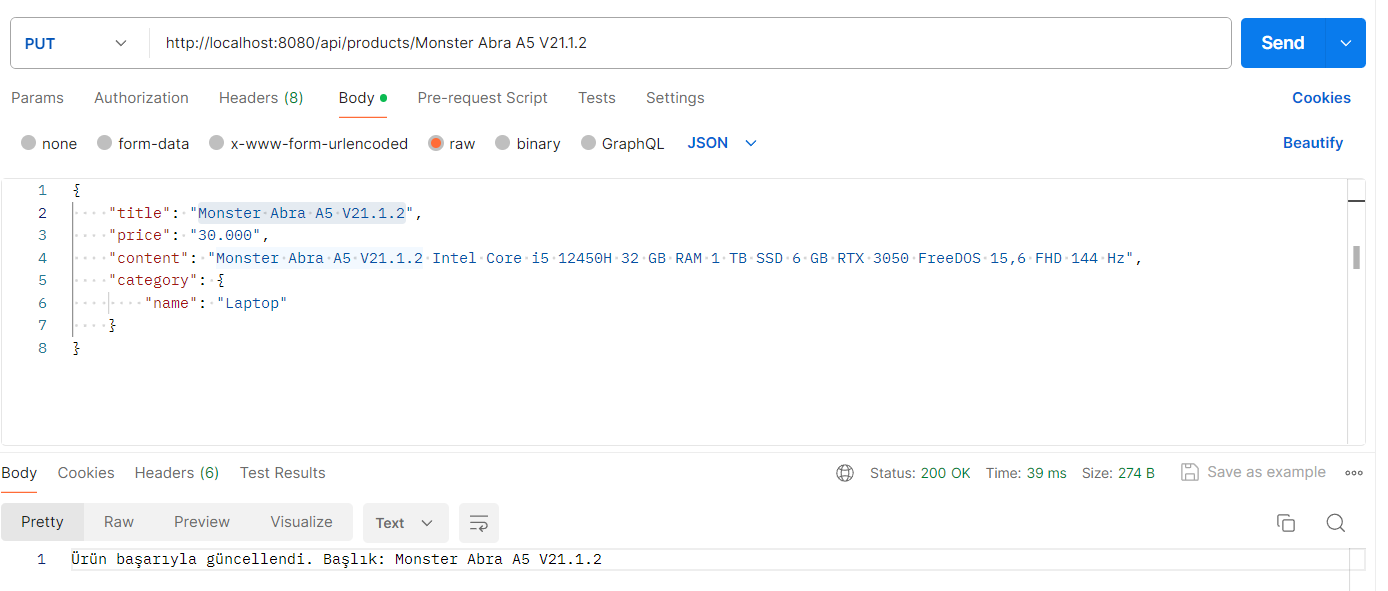 PUT http://localhost:8080/api/products/Monster Abra A5 V21.1.2 Send
Params Authorization Headers (8) Body Pre-request Script Tests Settings Cookies
none form-data x-www-form-urlencoded raw binary GraphQL JSON Beautify
1 {
2 "title": "Monster Abra A5 V21.1.2",
3 "price": "30.000",
4 "content": "Monster Abra A5 V21.1.2 Intel Core i5 12450H 32 GB RAM 1 TB SSD 6 GB RTX 3050 FreeDOS 15,6 FHD 144 Hz",
5 "category": {
6 "name": "Laptop"
7 }
8 }
Body Cookies Headers (6) Test Results Status: 200 OK Time: 39 ms Size: 274 B Save as example
Pretty Raw Preview Visualize Text
1 Ürün başarıyla güncellendi. Başlık: Monster Abra A5 V21.1.2